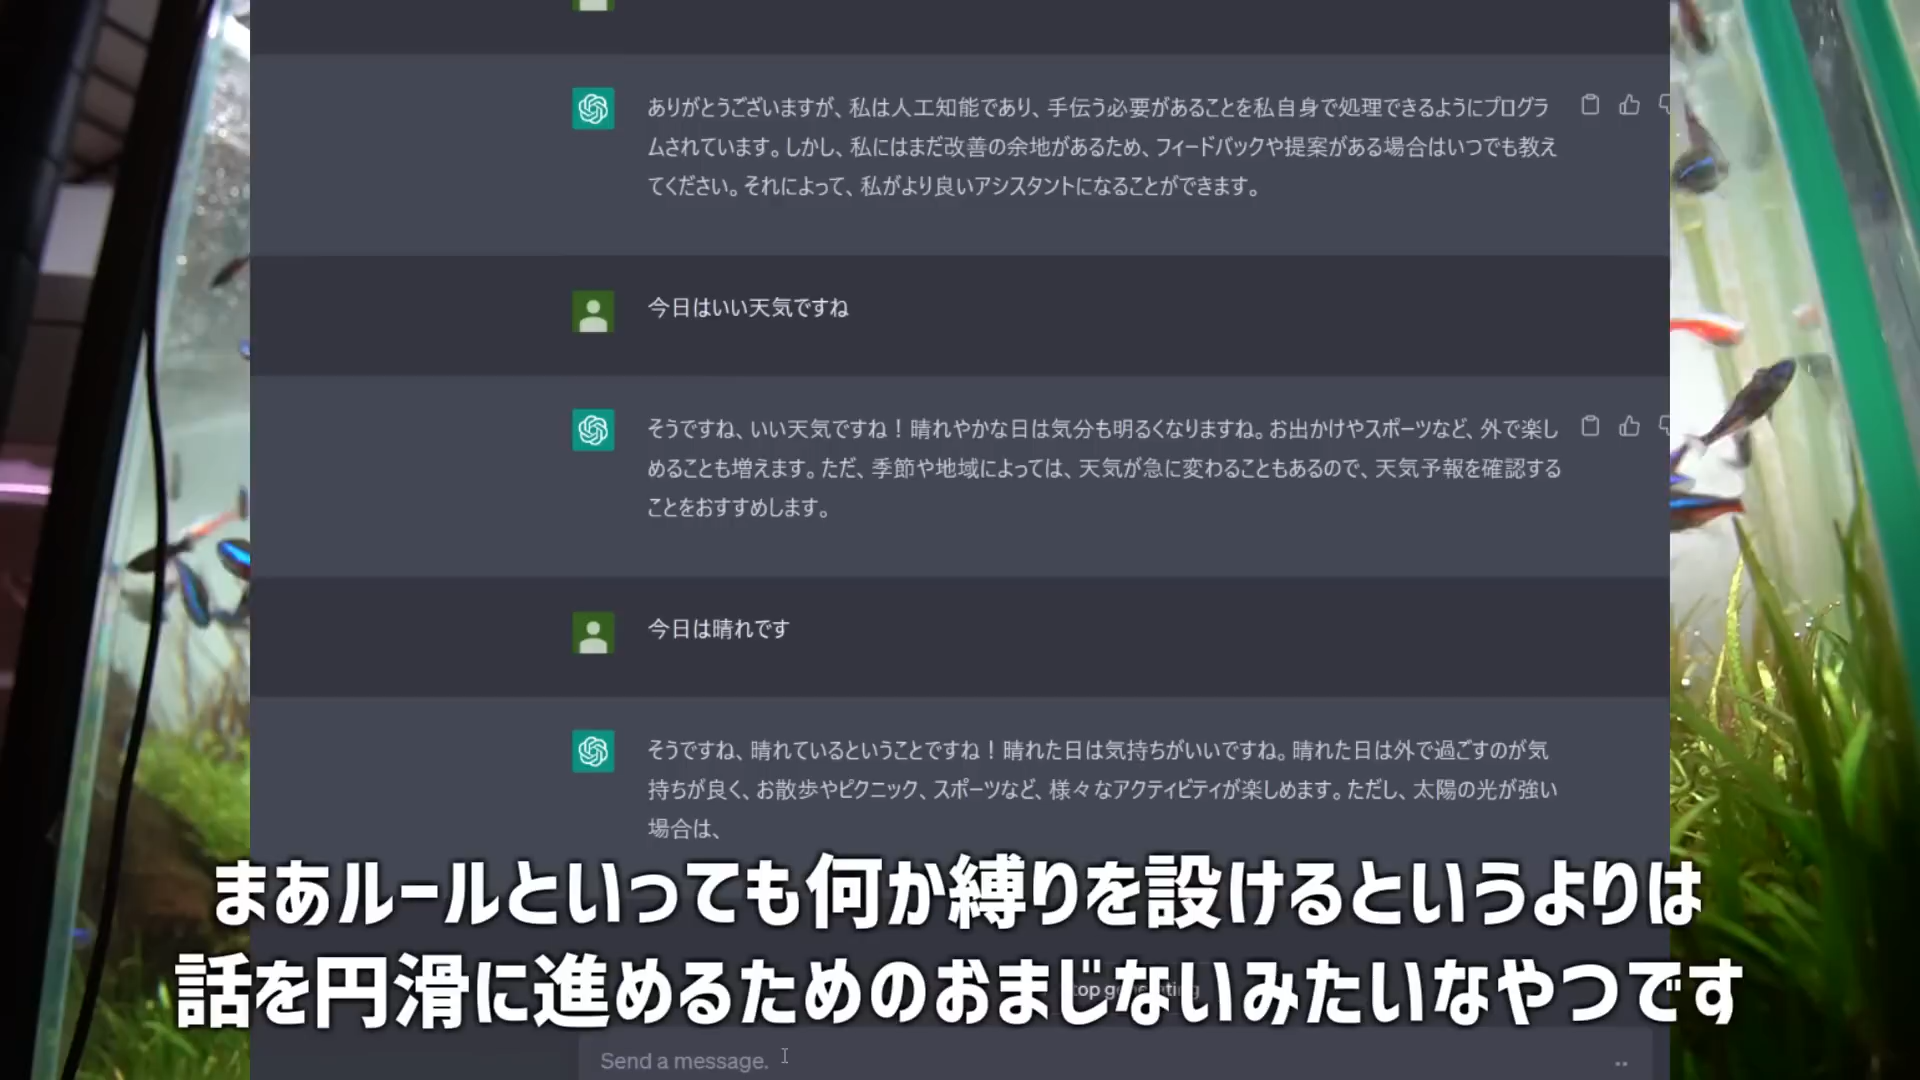 ありがとうございますが、私は人工知能であり、手伝う必要があることを私自身で処理できるようにプログラ
ムされています。しかし、私にはまだ改善の余地があるため、フィードバックや提案がある場合はいつでも教え
てください。それによって、私がより良いアシスタントになることができます。
今日はいい天気ですね
そうですね、いい天気ですね！晴れやかな日は気分も明るくなりますね。お出かけやスポーツなど、外で楽し
めることも増えます。ただ、季節や地域によっては、天気が急に変わることもあるので、天気予報を確認する
ことをおすすめします。
今日は晴れです
そうですね、晴れているということですね！晴れた日は気持ちがいいですね。晴れた日は外で過ごすのが気
持ちが良く、お散歩やピクニック、スポーツなど、様々なアクティビティが楽しめます。ただし、太陽の光が強い
場合は、
まあルールといっても何か縛りを設けるというよりは
話を円滑に進めるためのおまじないみたいなやつです
Send a message.